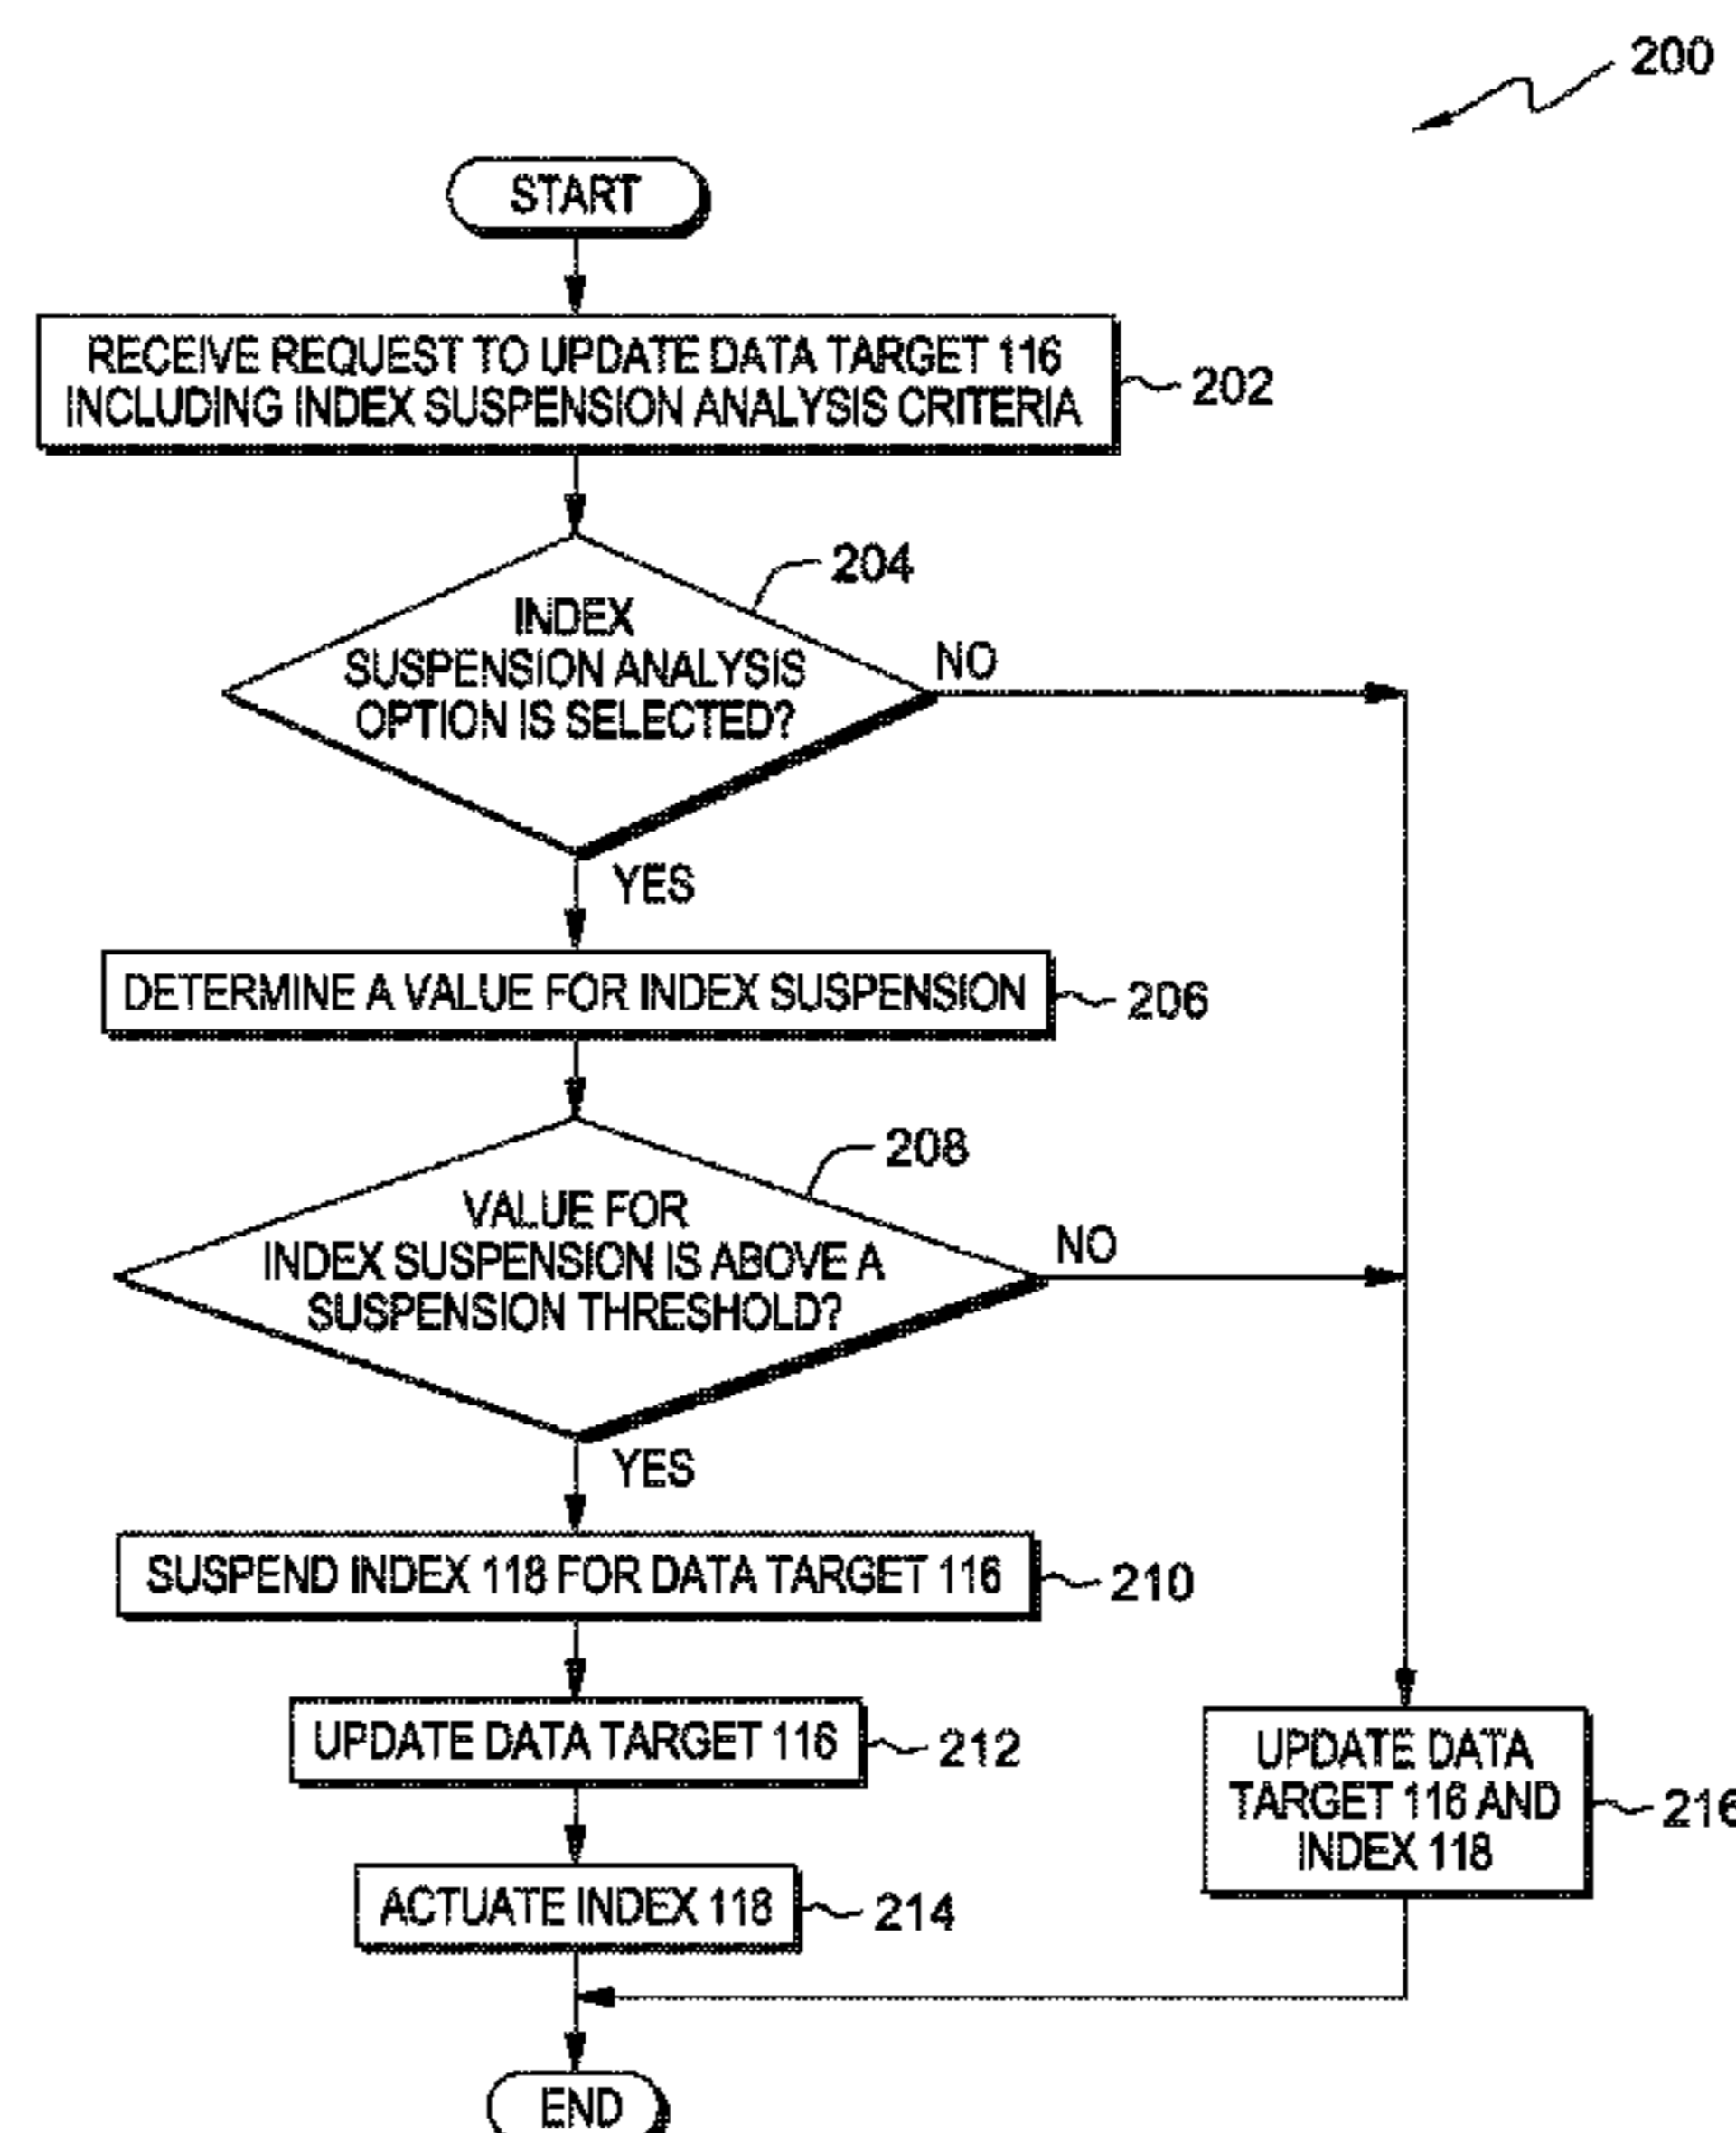 200
START
RECEIVE REQUEST TO UPDATE DATA TARGET 116
INCLUDING INDEX SUSPENSION ANALYSIS CRITERIA
202
204
INDEX
SUSPENSION ANALYSIS
OPTION IS SELECTED?
NO
YES
DETERMINE A VALUE FOR INDEX SUSPENSION
206
208
VALUE FOR
INDEX SUSPENSION IS ABOVE A
SUSPENSION THRESHOLD?
NO
YES
SUSPEND INDEX 118 FOR DATA TARGET 116
210
UPDATE DATA TARGET 116
212
UPDATE DATA
TARGET 116 AND
INDEX 118
216
ACTUATE INDEX 118
214
END